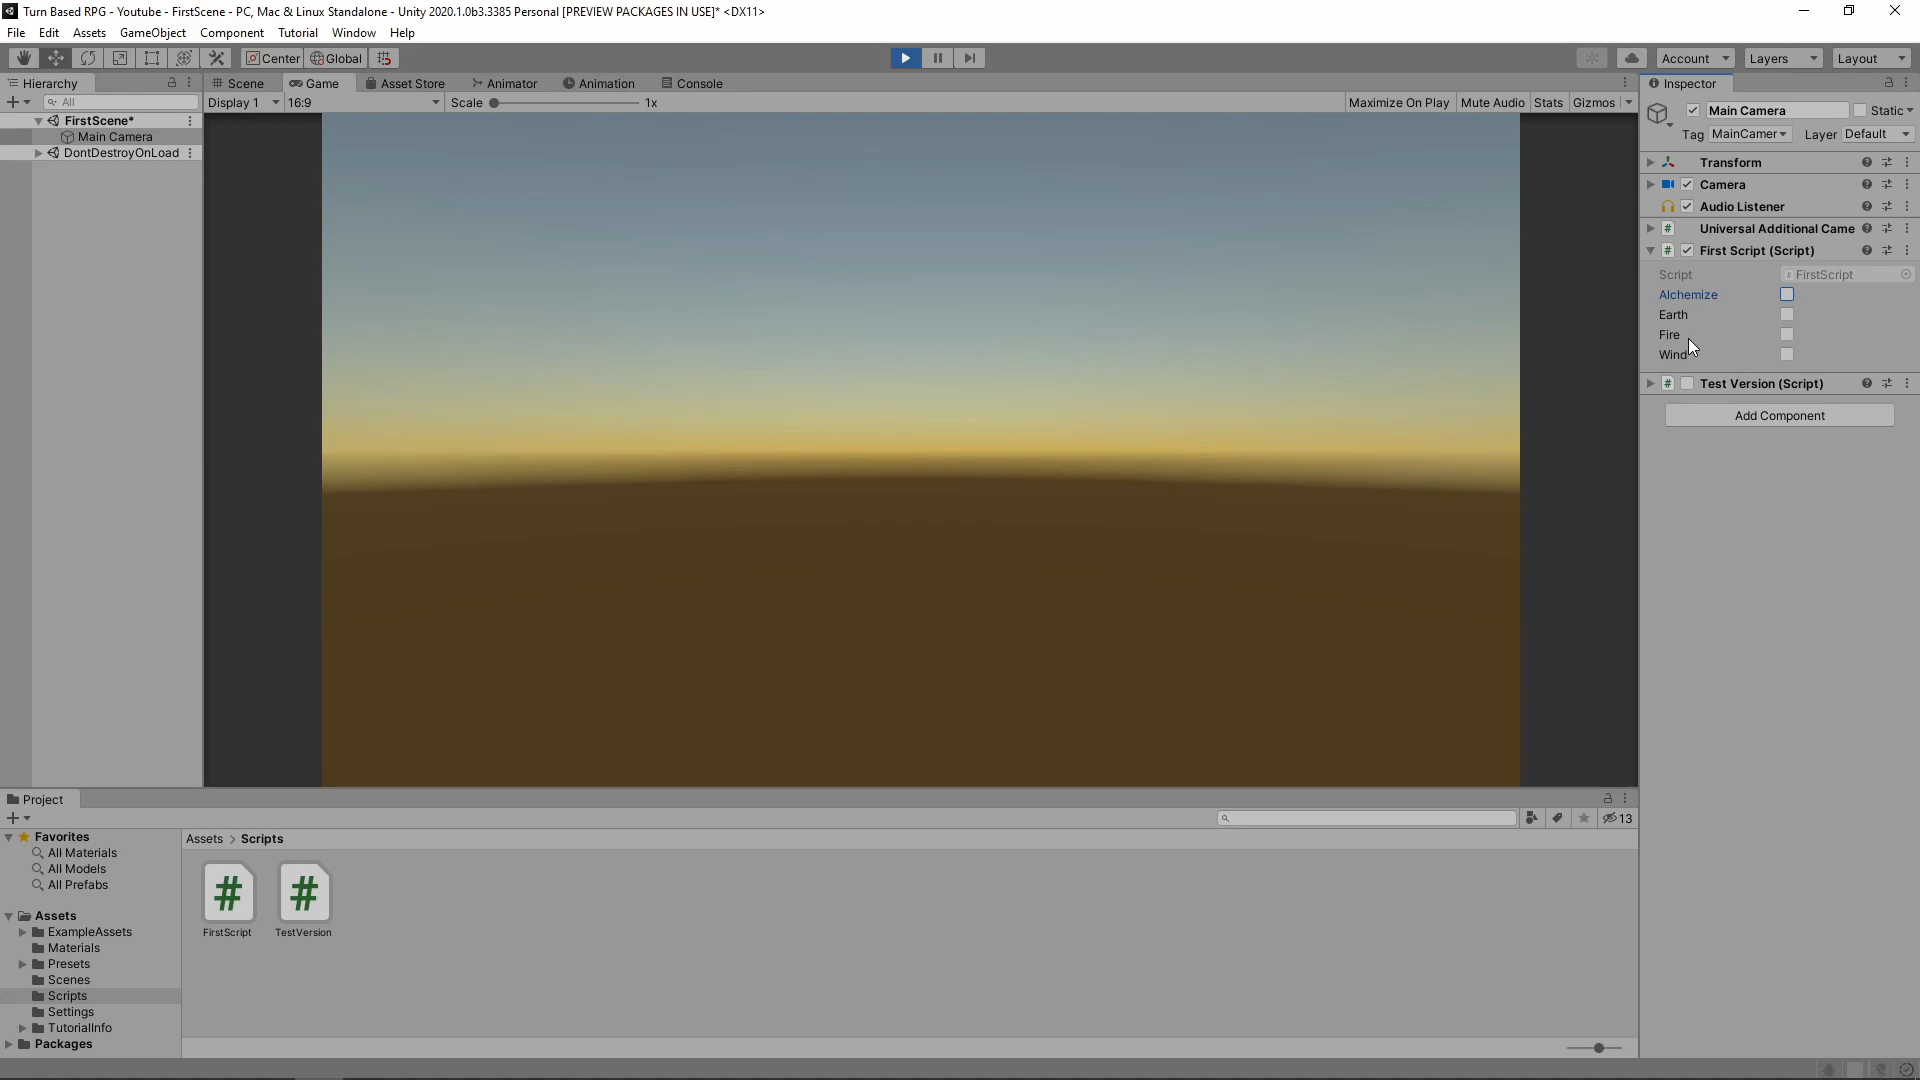 Turn Based RPG - Youtube - FirstScene - PC, Mac & Linux Standalone - Unity 2020.1.0b3.3385 Personal [PREVIEW PACKAGES IN USE]* <DX11>
File Edit Assets GameObject Component Tutorial Window Help
Center Global Account Layers Layout
Hierarchy Scene Game Asset Store Animator Animation Console Inspector
All Display 1 16:9 Scale 1x Maximize On Play Mute Audio Stats Gizmos
Main Camera Static
FirstScene*
Main Camera
Tag MainCamer Layer Default
DontDestroyOnLoad
Transform
Camera
Audio Listener
Universal Additional Came
# First Script (Script)
Script # FirstScript
Alchemize
Earth
Fire
Wind
# Test Version (Script)
Add Component
Project
13
Favorites
All Materials
All Models
All Prefabs
Assets
ExampleAssets
Materials
Presets
Scenes
Scripts
Settings
TutorialInfo
Packages
Assets > Scripts
# #
FirstScript TestVersion